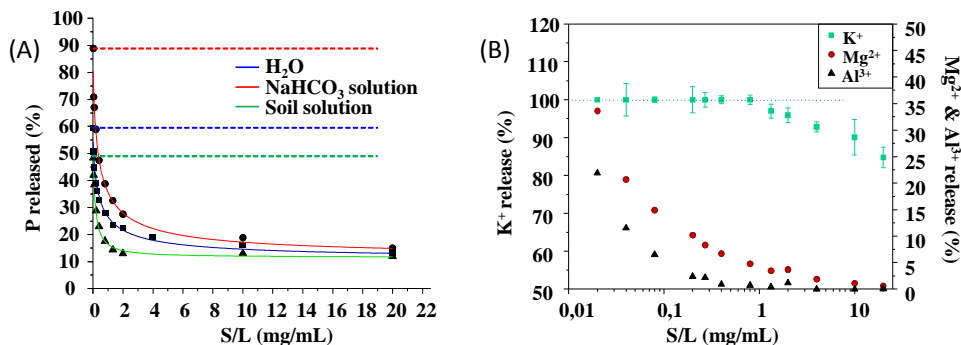 (A)
P released (%)
100
90
80
70
60
50
40
30
20
10
0
H₂O
NaHCO₃ solution
Soil solution
0 2 4 6 8 10 12 14 16 18 20 22
S/L (mg/mL)
(B)
K⁺ release (%)
120
110
100
90
80
70
60
50
K⁺
Mg²⁺
Al³⁺
50
45
40
35
30
25
20
15
10
5
0
Mg²⁺ & Al³⁺ release (%)
0,01 0,1 1 10
S/L (mg/mL)